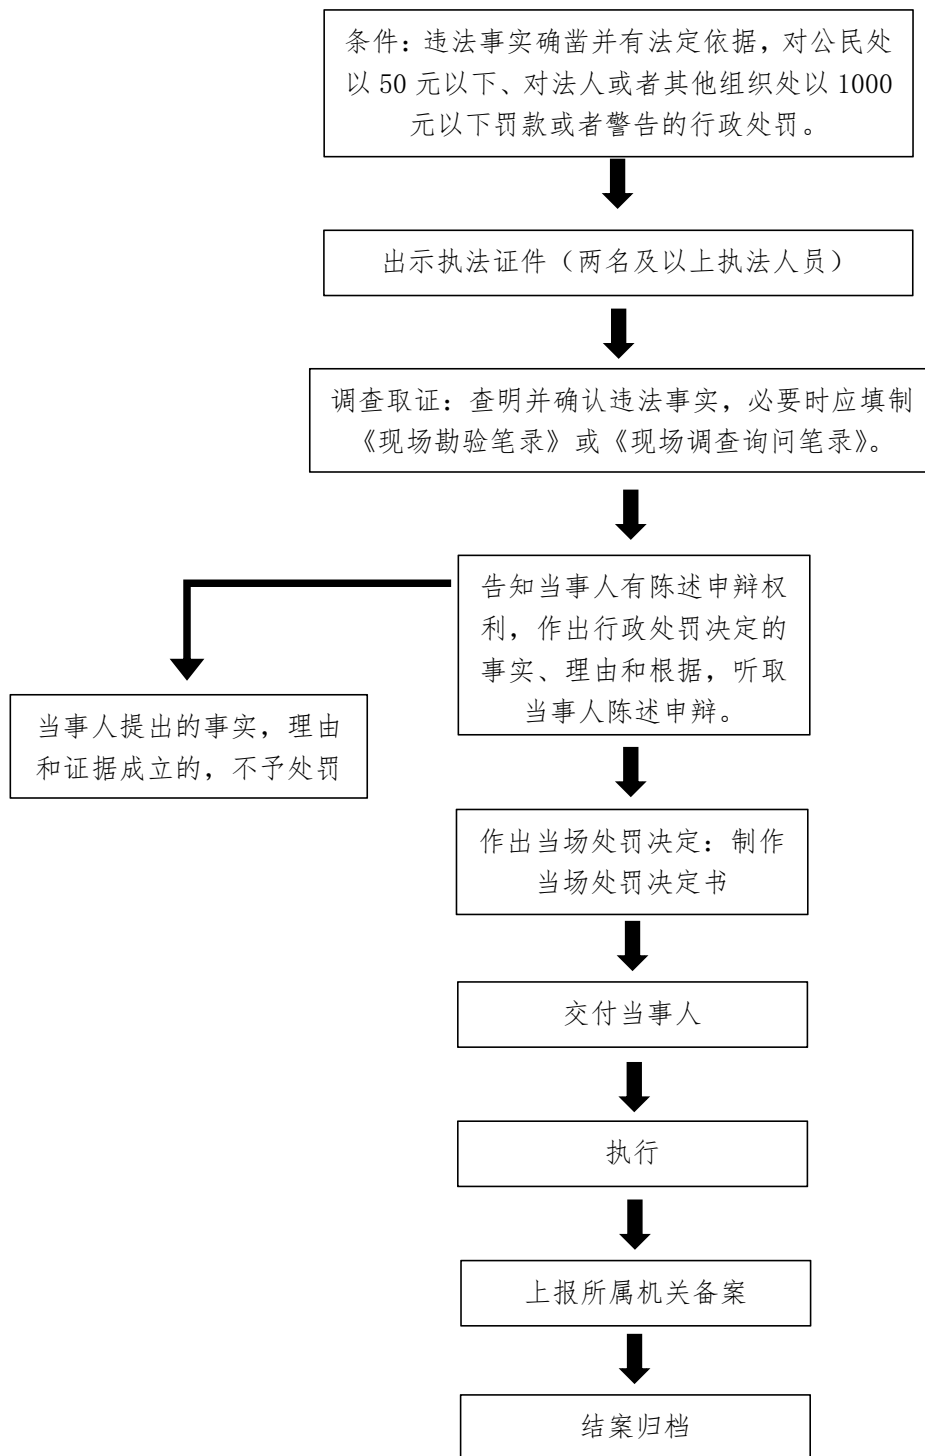 条件：违法事实确凿并有法定依据，对公民处
以 50 元以下、对法人或者其他组织处以 1000
元以下罚款或者警告的行政处罚。
出示执法证件（两名及以上执法人员）
调查取证：查明并确认违法事实，必要时应填制
《现场勘验笔录》或《现场调查询问笔录》。
告知当事人有陈述申辩权
利，作出行政处罚决定的
事实、理由和根据，听取
当事人陈述申辩。
当事人提出的事实，理由
和证据成立的，不予处罚
作出当场处罚决定：制作
当场处罚决定书
交付当事人
执行
上报所属机关备案
结案归档